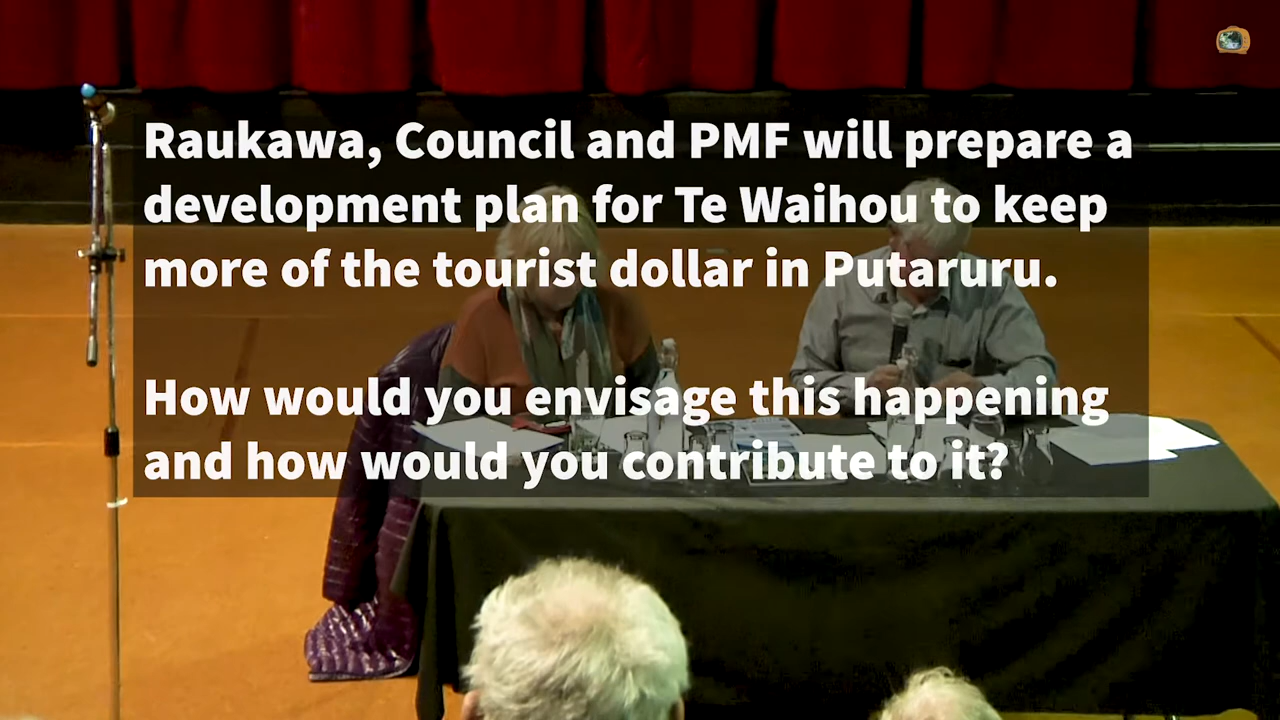 Raukawa, Council and PMF will prepare a
development plan for Te Waihou to keep
more of the tourist dollar in Putaruru.
How would you envisage this happening
and how would you contribute to it?